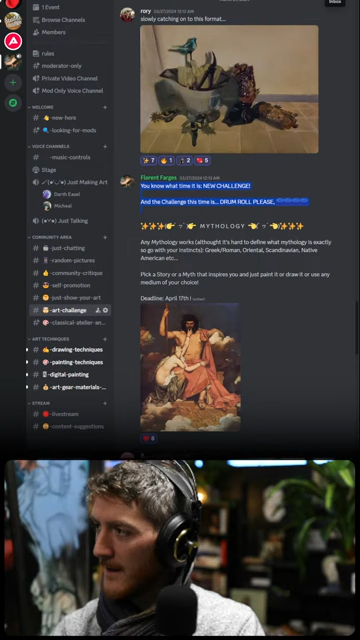 Inbox
1 Event
Browse Channels
Members
rules
moderator-only
Private Video Channel
Mod Only Voice Channel
WELCOME
-new-here
-looking-for-mods
VOICE CHANNELS
-music-controls
Stage
Just Making Art
Darth Easel
Micheal
Just Talking
COMMUNITY AREA
-just-chatting
-random-pictures
-community-critique
-self-promotion
-just-show-your-art
-art-challenge
-classical-atelier-an...
ART TECHNIQUES
-drawing-techniques
-painting-techniques
-digital-painting
-art-gear-materials-...
STREAM
-livestream
-content-suggestions
rory
slowly catching on to this format...
7
1
2
5
Florent Farges
You know what time it is: NEW CHALLENGE!
And the Challenge this time is... DRUM ROLL PLEASE,
MYTHOLOGY
Any Mythology works (althought it's hard to define what mythology is exactly
so go with your instincts): Greek/Roman, Oriental, Scandinavian, Native
American etc...
Pick a Story or a Myth that inspires you and just paint it or draw it or use any
medium of your choice!
Deadline: April 17th ! (edited)
8